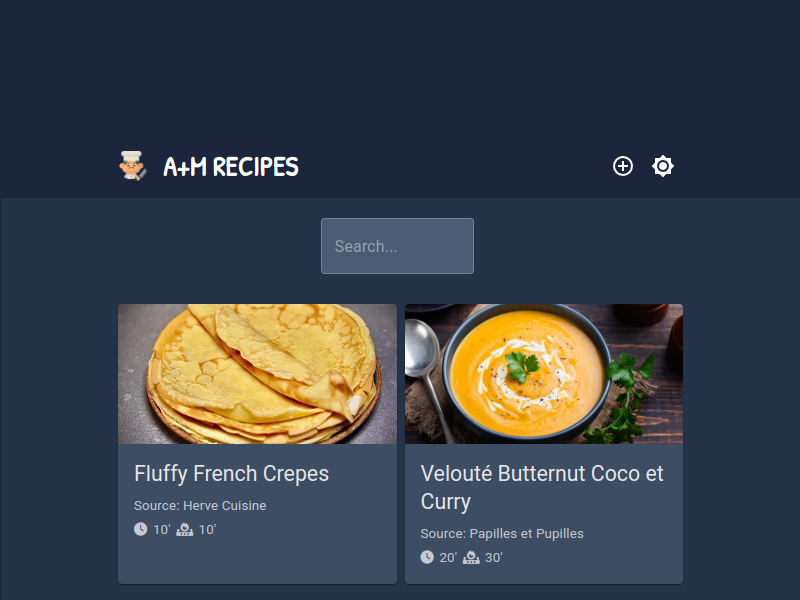 A+M RECIPES
Search...
Fluffy French Crepes
Source: Herve Cuisine
10' 10'
Velouté Butternut Coco et
Curry
Source: Papilles et Pupilles
20' 30'